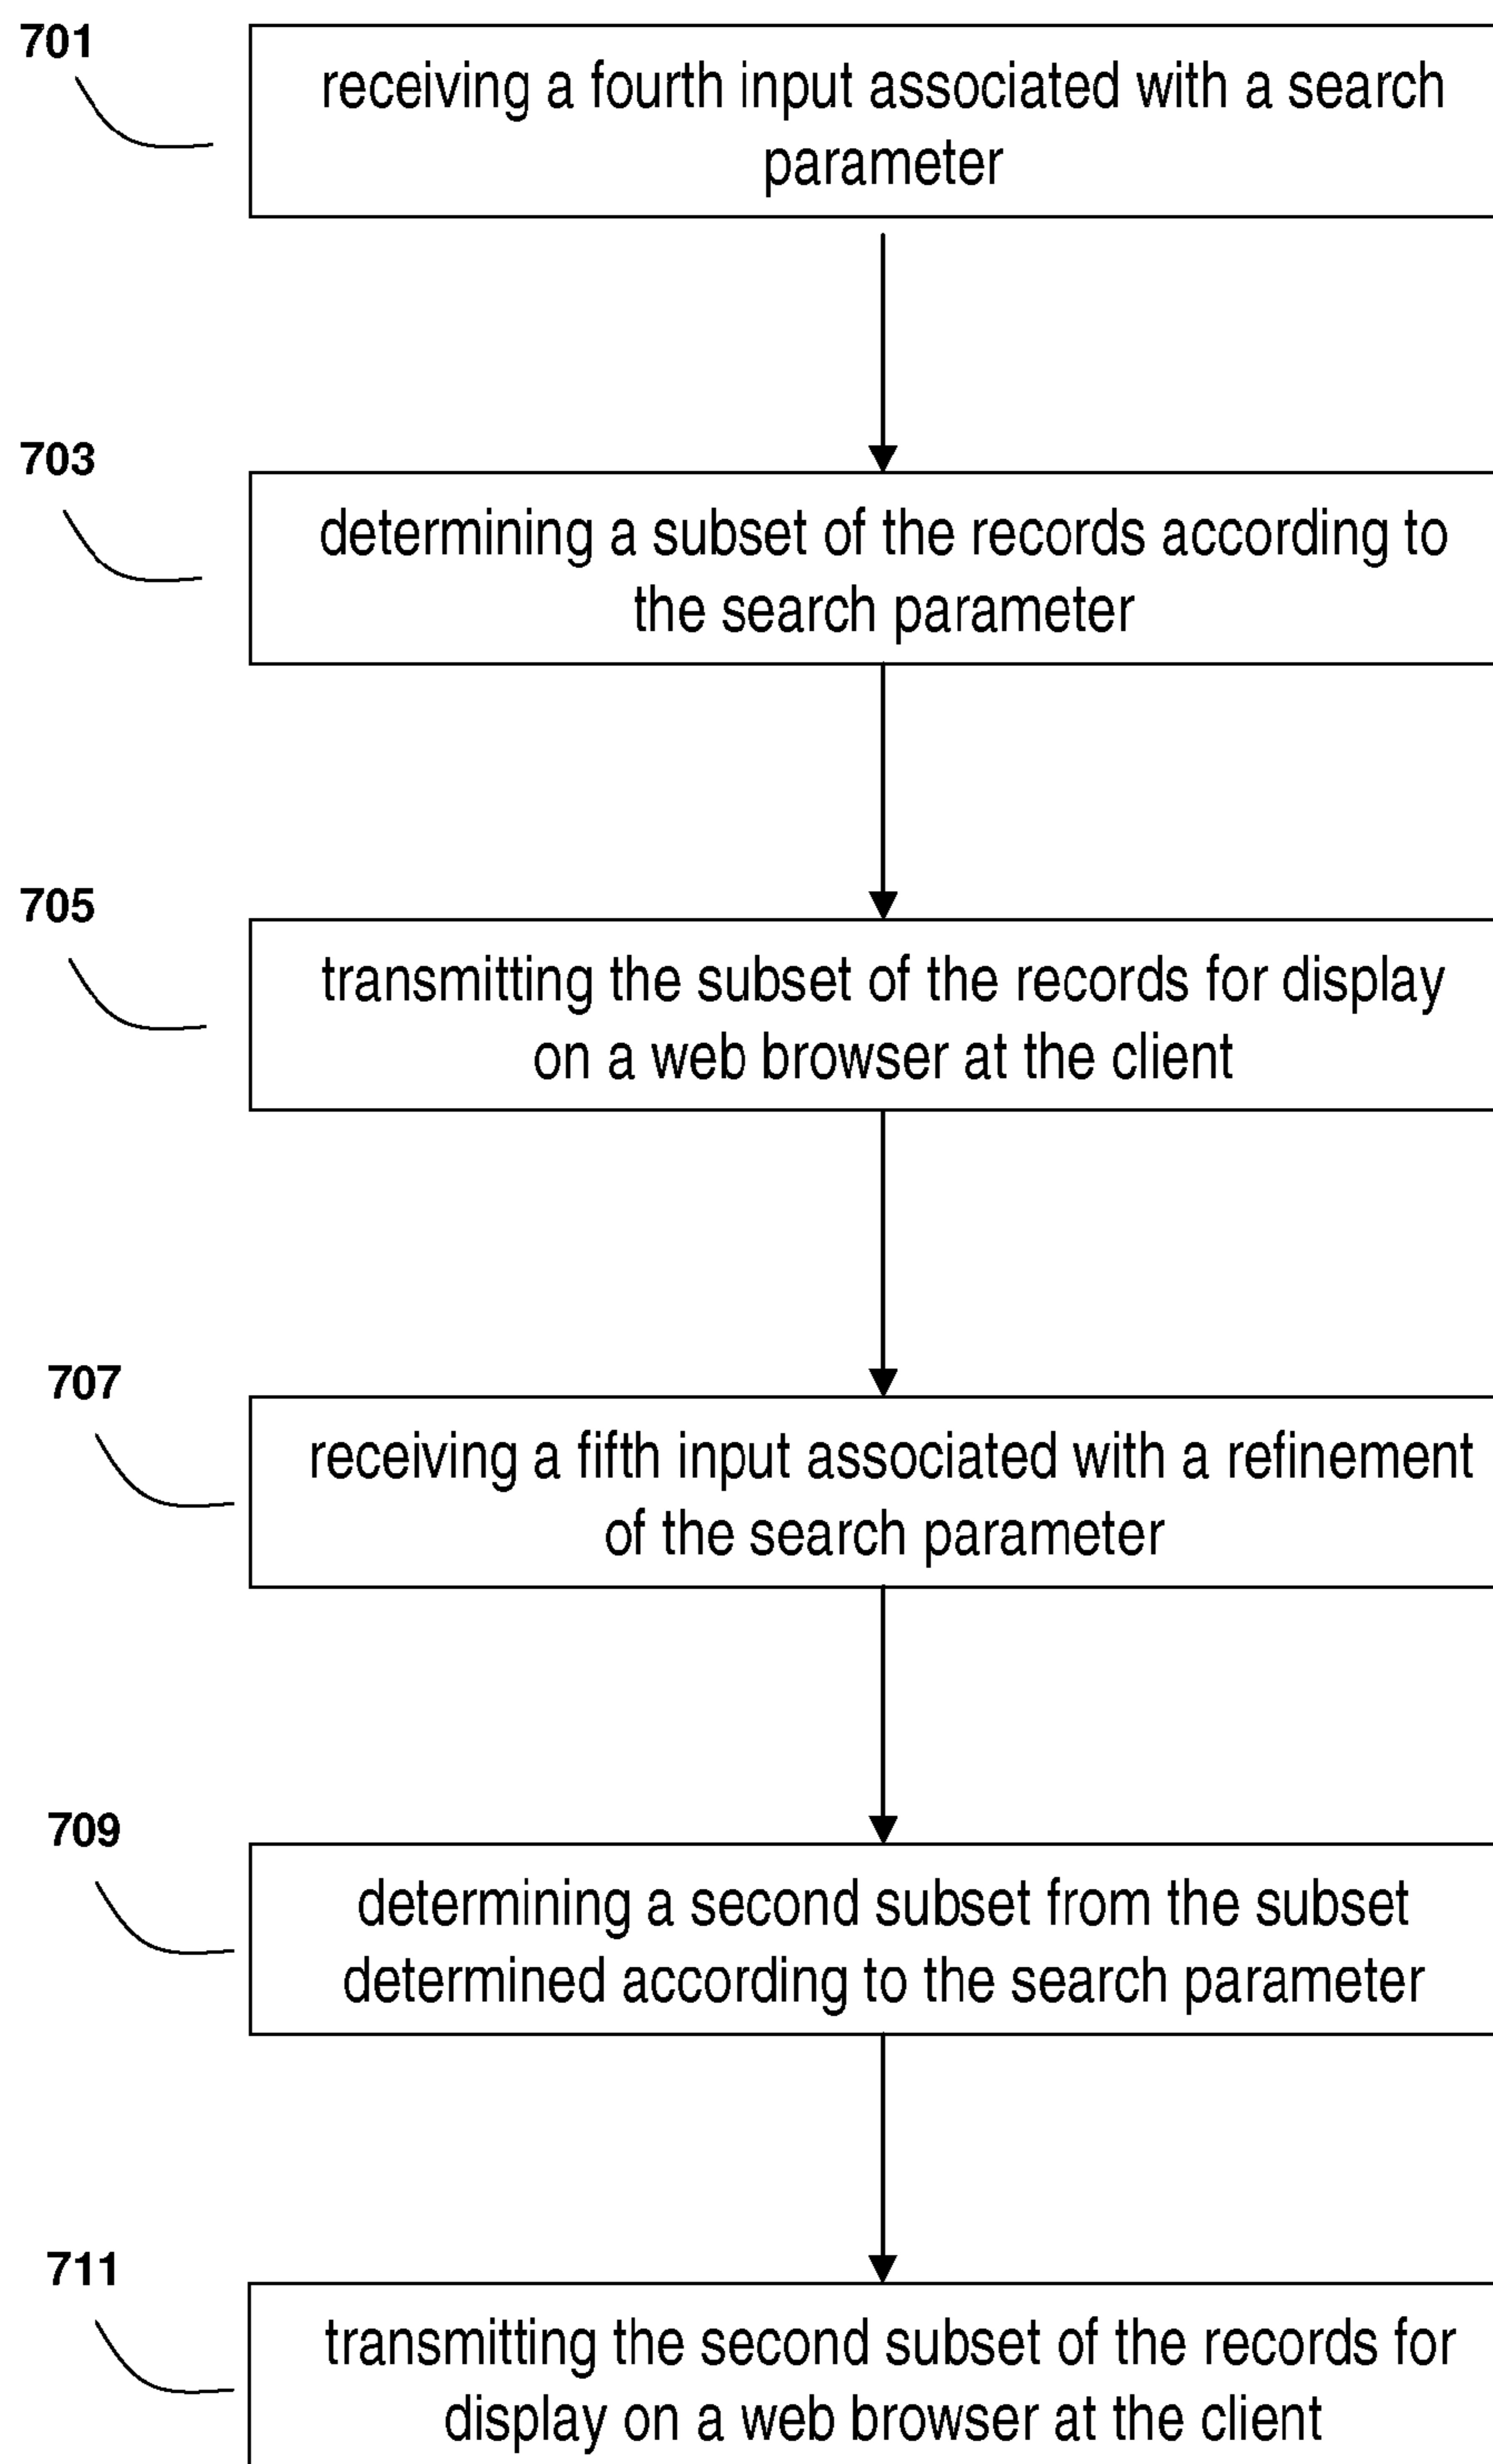 701
receiving a fourth input associated with a search
parameter
703
determining a subset of the records according to
the search parameter
705
transmitting the subset of the records for display
on a web browser at the client
707
receiving a fifth input associated with a refinement
of the search parameter
709
determining a second subset from the subset
determined according to the search parameter
711
transmitting the second subset of the records for
display on a web browser at the client